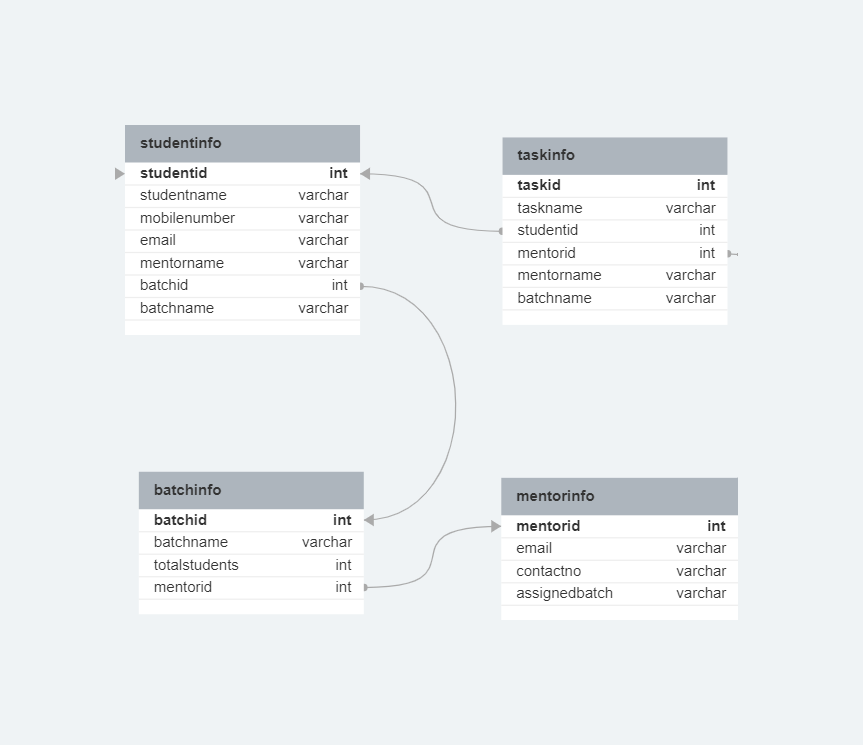 studentinfo
studentid int
studentname varchar
mobilenumber varchar
email varchar
mentorname varchar
batchid int
batchname varchar
taskinfo
taskid int
taskname varchar
studentid int
mentorid int
mentorname varchar
batchname varchar
batchinfo
batchid int
batchname varchar
totalstudents int
mentorid int
mentorinfo
mentorid int
email varchar
contactno varchar
assignedbatch varchar